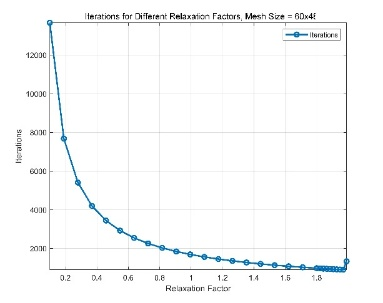 Iterations for Different Relaxation Factors, Mesh Size = 60x48
Iterations
12000
10000
8000
6000
4000
2000
Iterations
0.2 0.4 0.6 0.8 1 1.2 1.4 1.6 1.8
Relaxation Factor